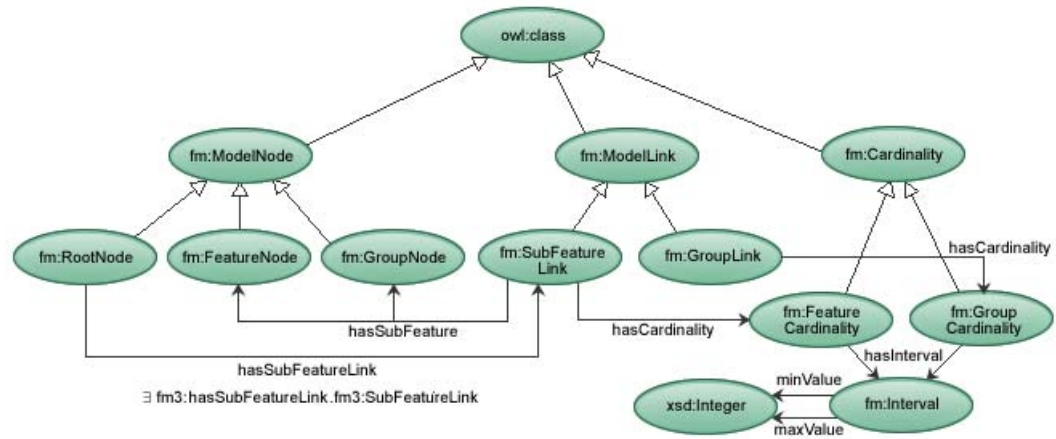 owl:class
fm:ModelNode
fm:ModelLink
fm:Cardinality
fm:RootNode
fm:FeatureNode
fm:GroupNode
fm:SubFeature
Link
fm:GroupLink
hasCardinality
hasSubFeature
hasCardinality
fm:Feature
Cardinality
fm:Group
Cardinality
hasSubFeatureLink
hasInterval
∃ fm3:hasSubFeatureLink.fm3:SubFeatureLink
minValue
xsd:Integer
fm:Interval
maxValue